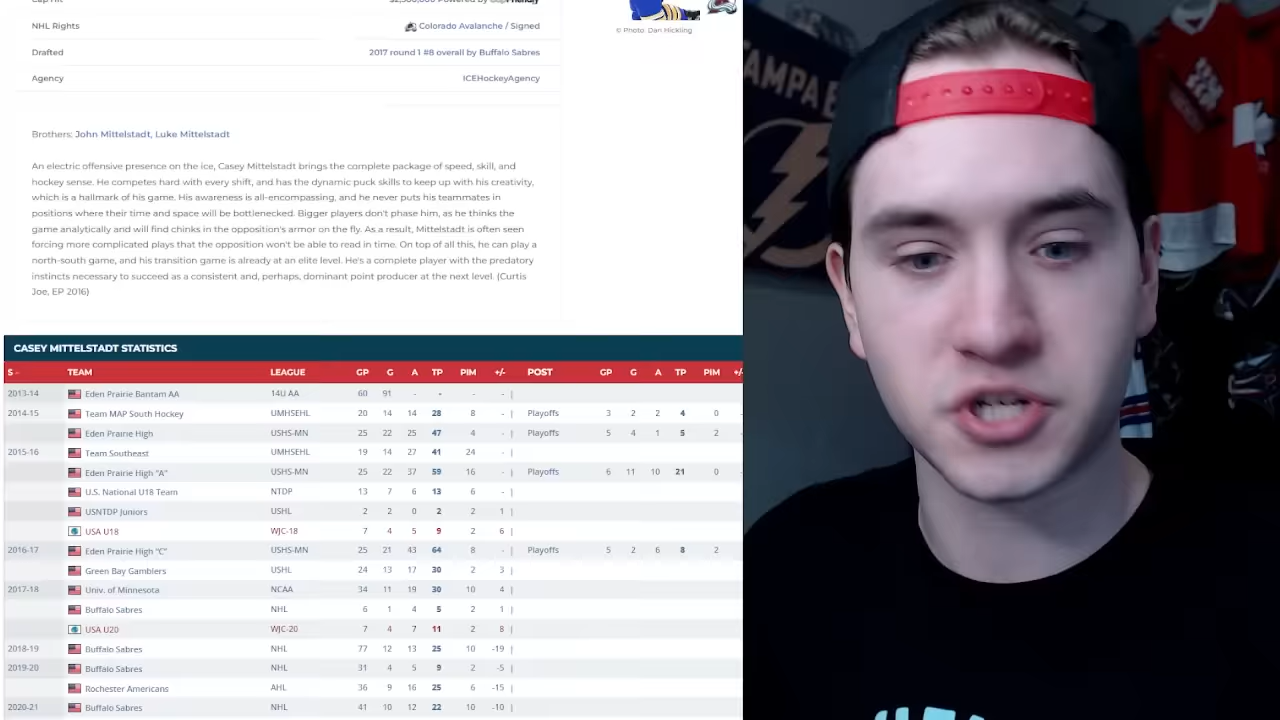 $2,500,000 Powered by CapFriendly
NHL Rights Colorado Avalanche / Signed
Drafted 2017 round 1 #8 overall by Buffalo Sabres
Agency ICEHockeyAgency
© Photo: Dan Hickling
Brothers: John Mittelstadt, Luke Mittelstadt
An electric offensive presence on the ice, Casey Mittelstadt brings the complete package of speed, skill, and
hockey sense. He competes hard with every shift, and has the dynamic puck skills to keep up with his creativity,
which is a hallmark of his game. His awareness is all-encompassing, and he never puts his teammates in
positions where their time and space will be bottlenecked. Bigger players don't phase him, as he thinks the
game analytically and will find chinks in the opposition's armor on the fly. As a result, Mittelstadt is often seen
forcing more complicated plays that the opposition won't be able to read in time. On top of all this, he can play a
north-south game, and his transition game is already at an elite level. He's a complete player with the predatory
instincts necessary to succeed as a consistent and, perhaps, dominant point producer at the next level. (Curtis
Joe, EP 2016)
CASEY MITTELSTADT STATISTICS
S TEAM LEAGUE GP G A TP PIM +/- POST GP G A TP PIM +/-
2013-14 Eden Prairie Bantam AA 14U AA 60 91 - - - - |
2014-15 Team MAP South Hockey UMHSEHL 20 14 14 28 8 - | Playoffs 3 2 2 4 0 -
Eden Prairie High USHS-MN 25 22 25 47 4 - | Playoffs 5 4 1 5 2 -
2015-16 Team Southeast UMHSEHL 19 14 27 41 24 - |
Eden Prairie High "A" USHS-MN 25 22 37 59 16 - | Playoffs 6 11 10 21 0 -
U.S. National U18 Team NTDP 13 7 6 13 6 - |
USNTDP Juniors USHL 2 2 0 2 2 1 |
USA U18 WJC-18 7 4 5 9 2 6 |
2016-17 Eden Prairie High "C" USHS-MN 25 21 43 64 8 - | Playoffs 5 2 6 8 2
Green Bay Gamblers USHL 24 13 17 30 2 3 |
2017-18 Univ. of Minnesota NCAA 34 11 19 30 10 4 |
Buffalo Sabres NHL 6 1 4 5 2 1 |
USA U20 WJC-20 7 4 7 11 2 8 |
2018-19 Buffalo Sabres NHL 77 12 13 25 10 -19 |
2019-20 Buffalo Sabres NHL 31 4 5 9 2 -5 |
Rochester Americans AHL 36 9 16 25 6 -15 |
2020-21 Buffalo Sabres NHL 41 10 12 22 10 -10 |
TAMPA